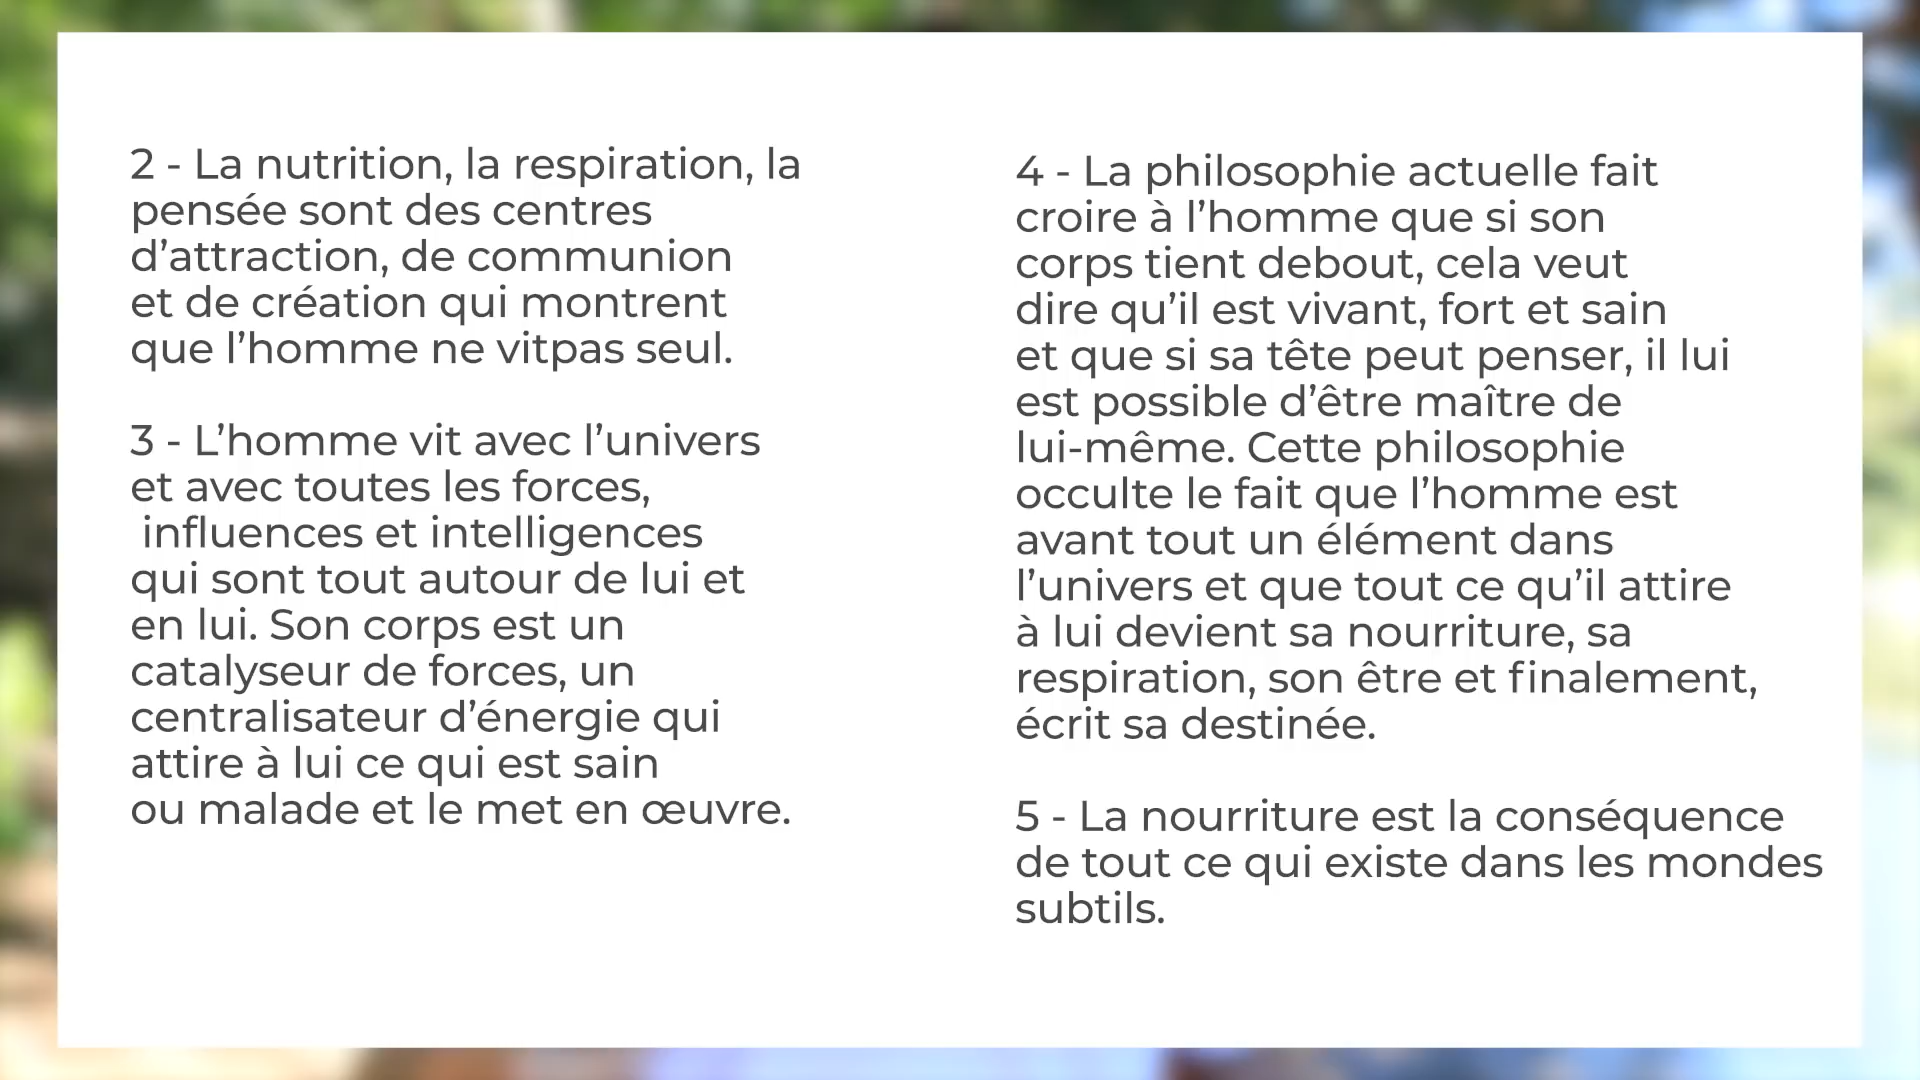 2 - La nutrition, la respiration, la
pensée sont des centres
d’attraction, de communion
et de création qui montrent
que l’homme ne vitpas seul.
3 - L’homme vit avec l’univers
et avec toutes les forces,
influences et intelligences
qui sont tout autour de lui et
en lui. Son corps est un
catalyseur de forces, un
centralisateur d’énergie qui
attire à lui ce qui est sain
ou malade et le met en œuvre.
4 - La philosophie actuelle fait
croire à l’homme que si son
corps tient debout, cela veut
dire qu’il est vivant, fort et sain
et que si sa tête peut penser, il lui
est possible d’être maître de
lui-même. Cette philosophie
occulte le fait que l’homme est
avant tout un élément dans
l’univers et que tout ce qu’il attire
à lui devient sa nourriture, sa
respiration, son être et finalement,
écrit sa destinée.
5 - La nourriture est la conséquence
de tout ce qui existe dans les mondes
subtils.